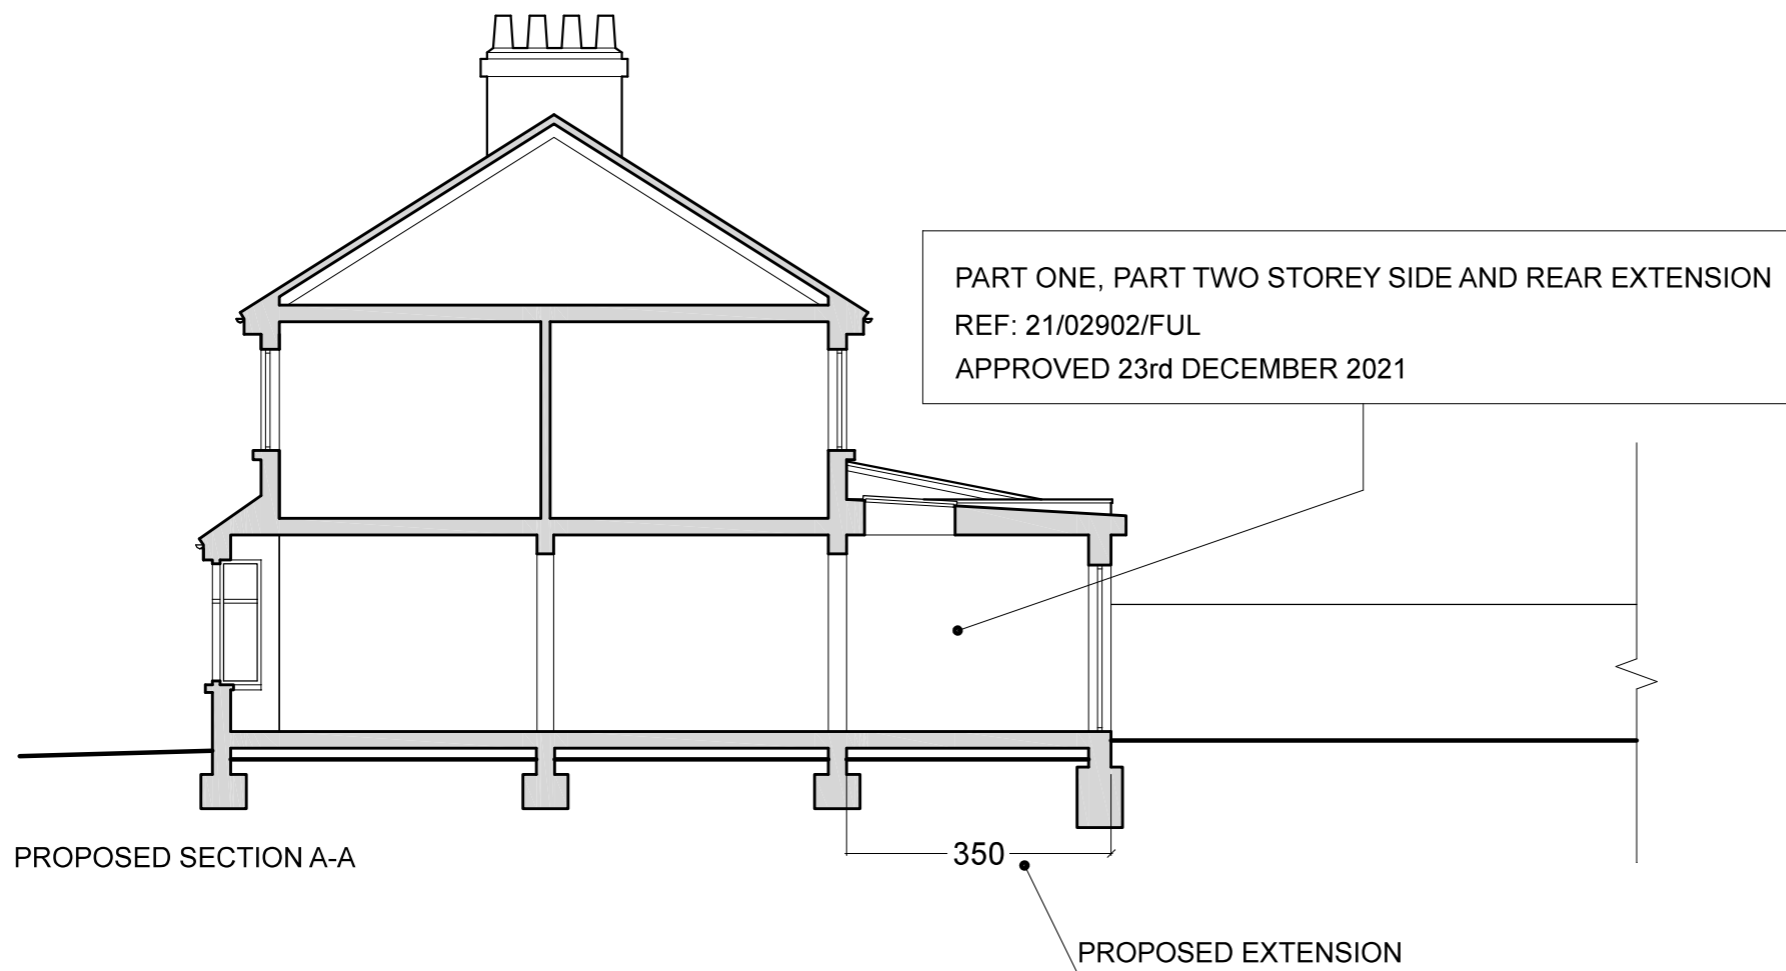 PART ONE, PART TWO STOREY SIDE AND REAR EXTENSION
REF: 21/02902/FUL
APPROVED 23rd DECEMBER 2021
PROPOSED SECTION A-A
350
PROPOSED EXTENSION